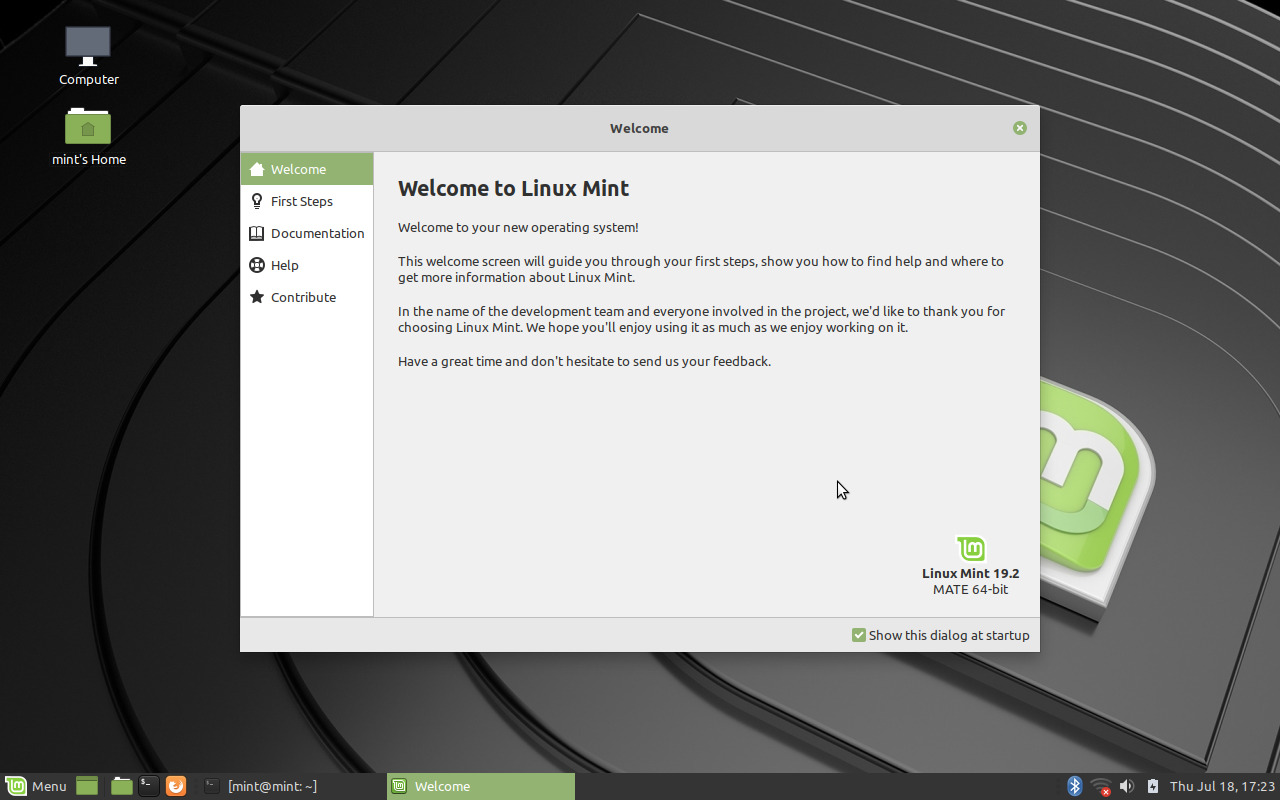 Computer
mint's Home
Welcome
Welcome
First Steps
Documentation
Help
Contribute
Welcome to Linux Mint
Welcome to your new operating system!
This welcome screen will guide you through your first steps, show you how to find help and where to
get more information about Linux Mint.
In the name of the development team and everyone involved in the project, we'd like to thank you for
choosing Linux Mint. We hope you'll enjoy using it as much as we enjoy working on it.
Have a great time and don't hesitate to send us your feedback.
Linux Mint 19.2
MATE 64-bit
Show this dialog at startup
Menu
[mint@mint: ~]
Welcome
Thu Jul 18, 17:23